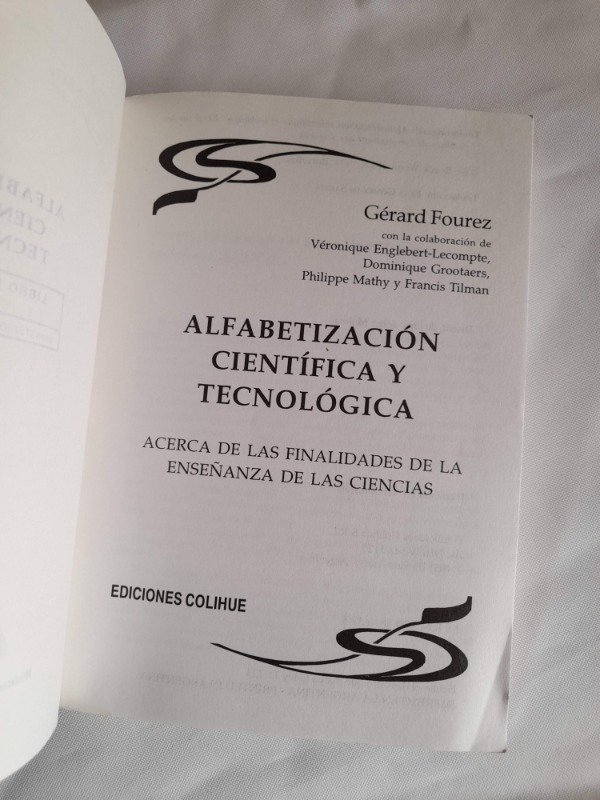 Gérard Fourez
con la colaboración de
Véronique Englebert-Lecompte,
Dominique Grootaers,
Philippe Mathy y Francis Tilman
ALFABETIZACIÓN
CIENTÍFICA Y
TECNOLÓGICA
ACERCA DE LAS FINALIDADES DE LA
ENSEÑANZA DE LAS CIENCIAS
EDICIONES COLIHUE